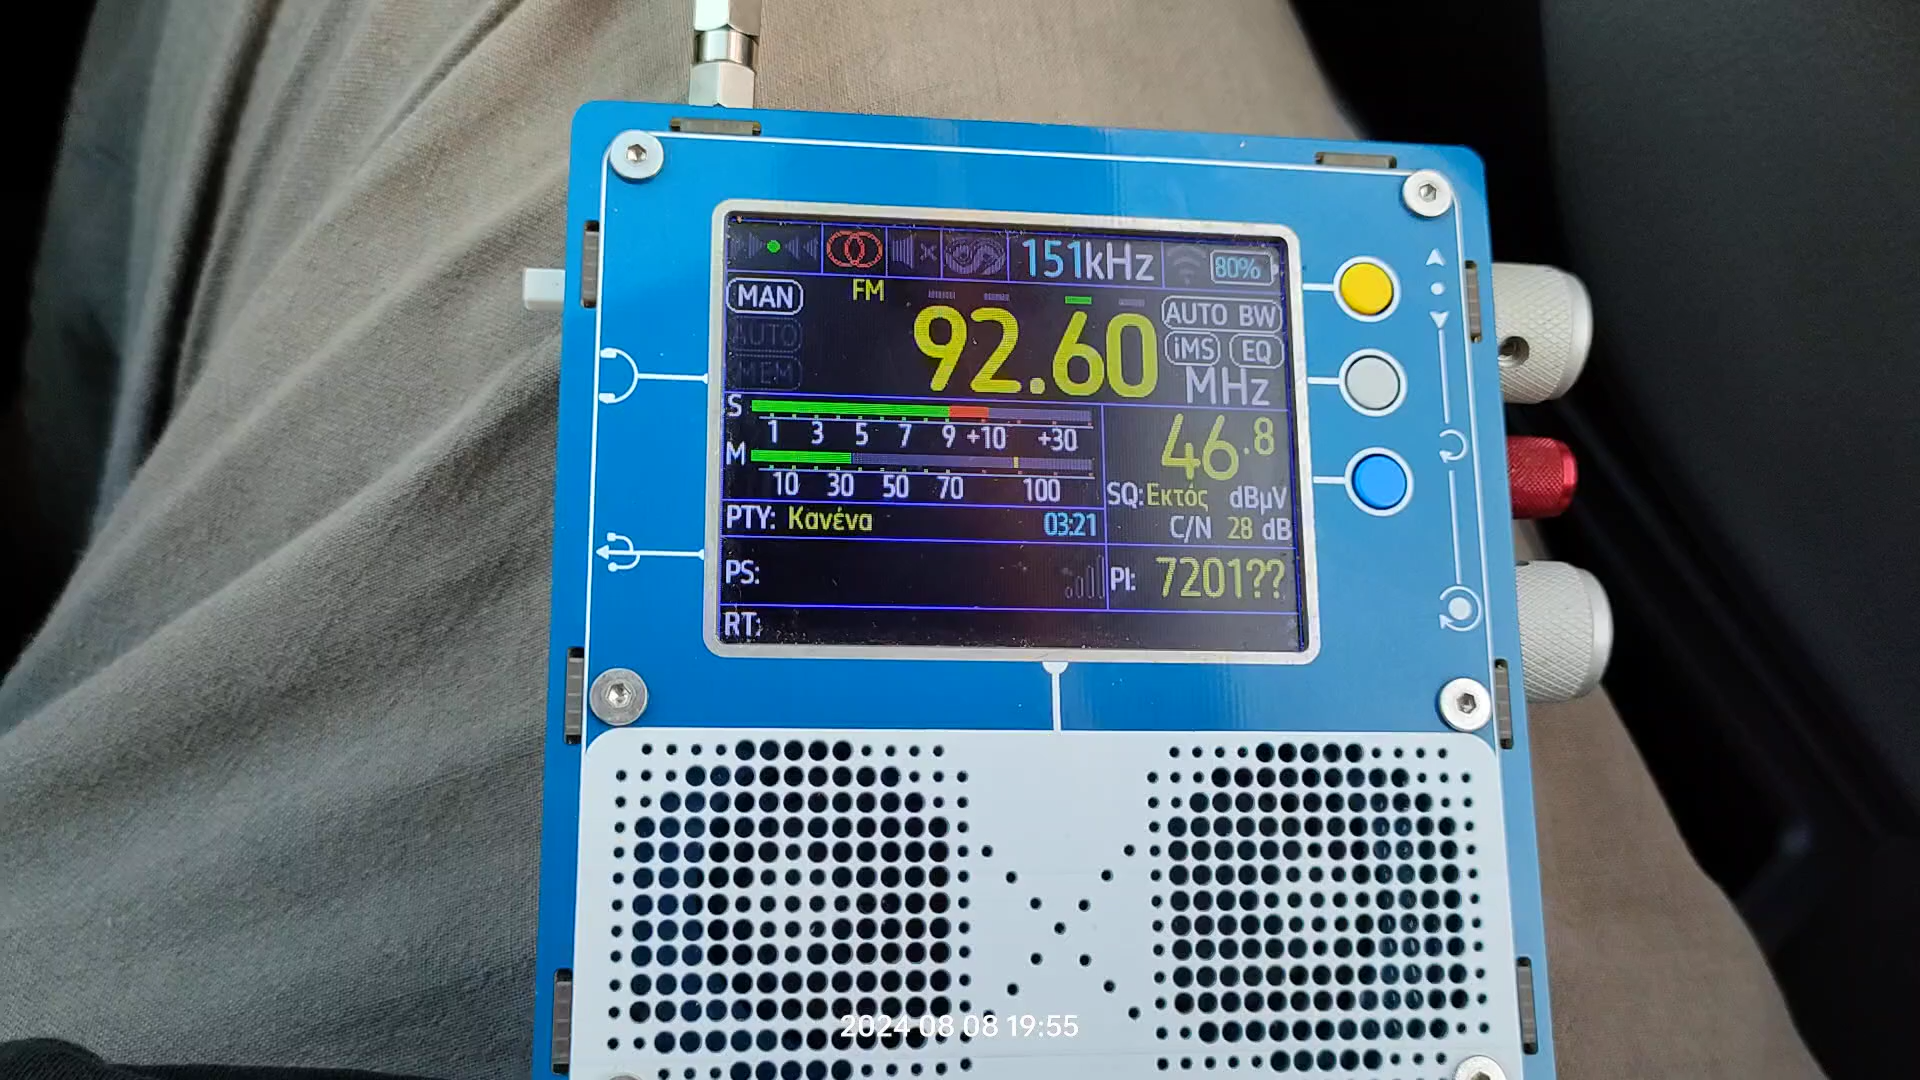 151kHz 80%
MAN FM AUTO BW
AUTO 92.60 iMS EQ
MEM MHz
S
1 3 5 7 9 +10 +30
46.8
M
10 30 50 70 100
SQ: Εκτός dBµV
PTY: Κανένα 03:21 C/N 28 dB
PS: PI: 7201??
RT:
2024 08 08 19:55